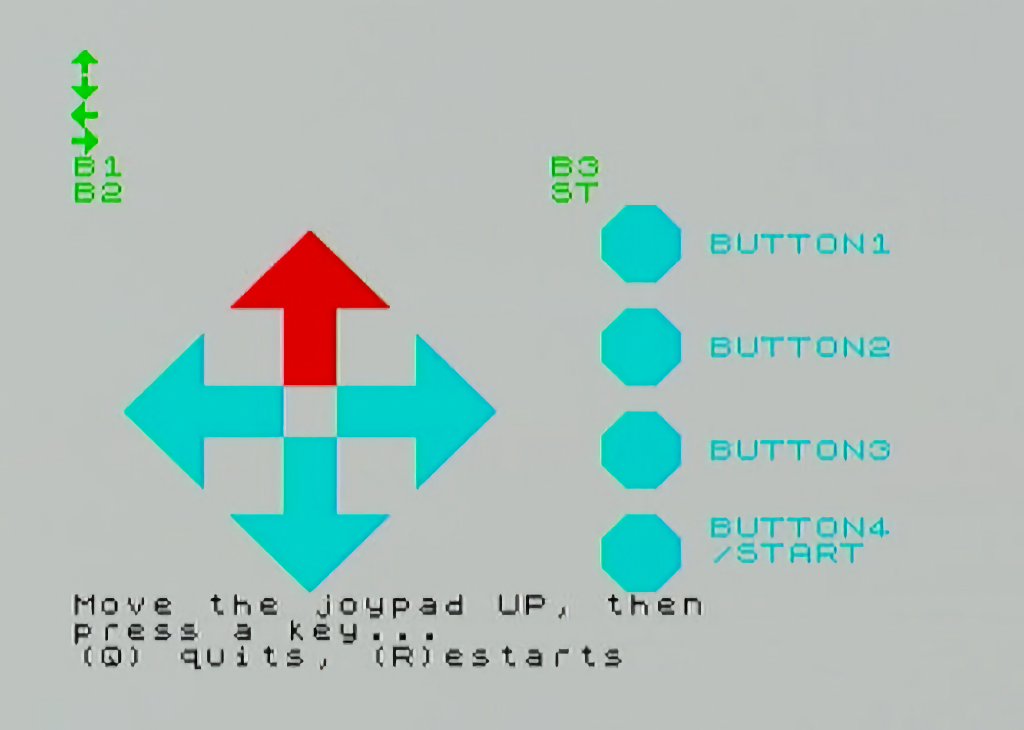 B1
B2
B3
ST
BUTTON1
BUTTON2
BUTTON3
BUTTON4
/START
Move the joypad UP, then
press a key...
(Q) quits, (R)estarts